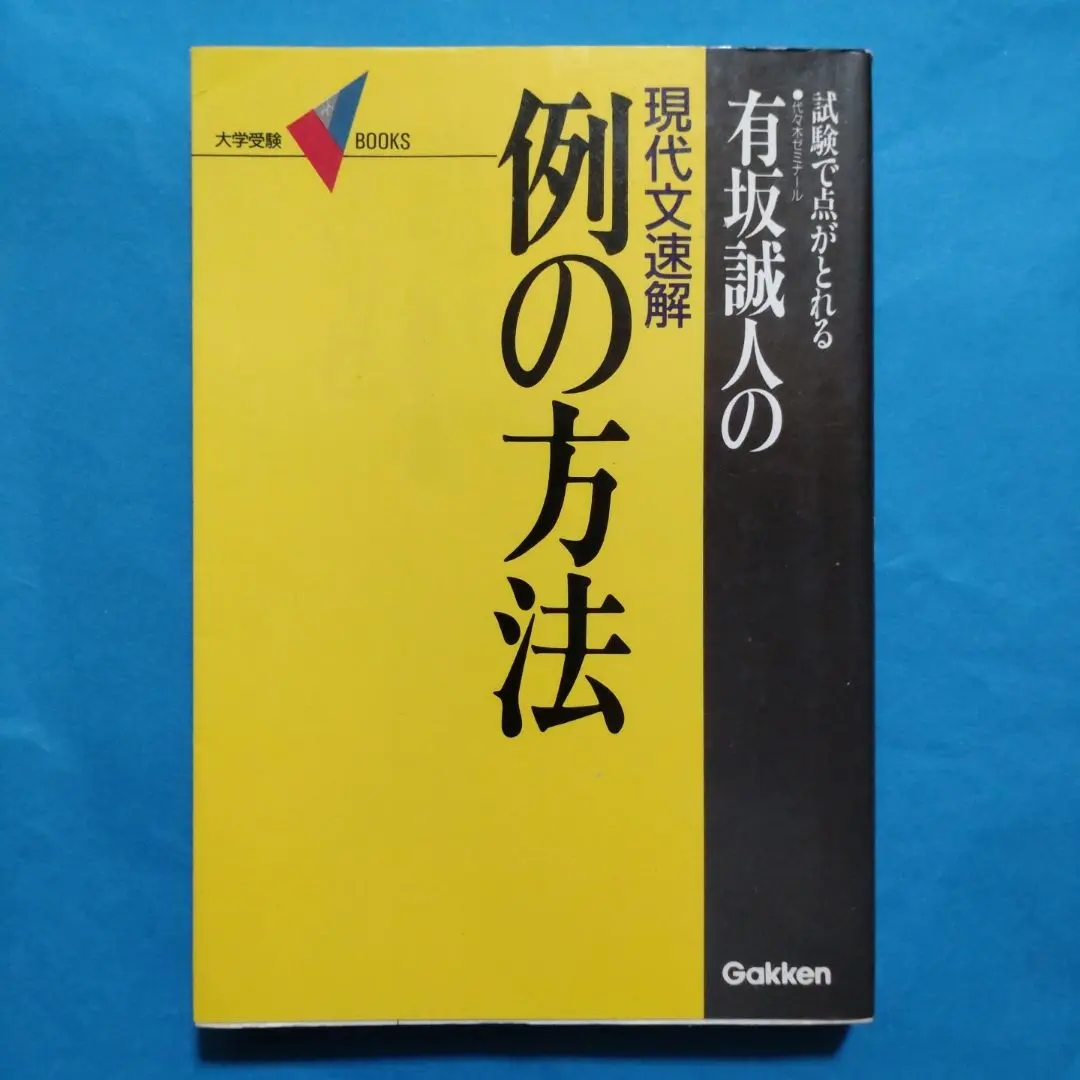 試験で点がとれる
●代々木ゼミナール
有坂誠人の
現代文速解
例の方法
大学受験 BOOKS
Gakken